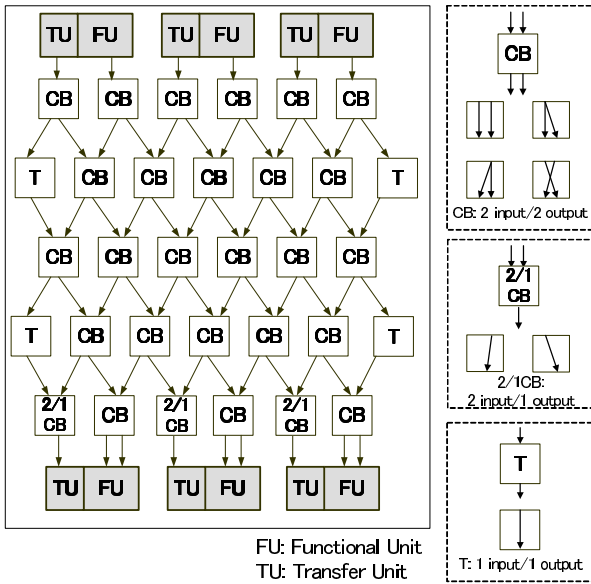 TU FU TU FU TU FU
CB CB CB CB CB CB
T CB CB CB CB CB T
CB CB CB CB CB CB
T CB CB CB CB CB T
2/1 CB CB 2/1 CB CB 2/1 CB CB
TU FU TU FU TU FU
FU: Functional Unit
TU: Transfer Unit
CB
CB: 2 input/2 output
2/1
CB
2/1CB:
2 input/1 output
T
T: 1 input/1 output